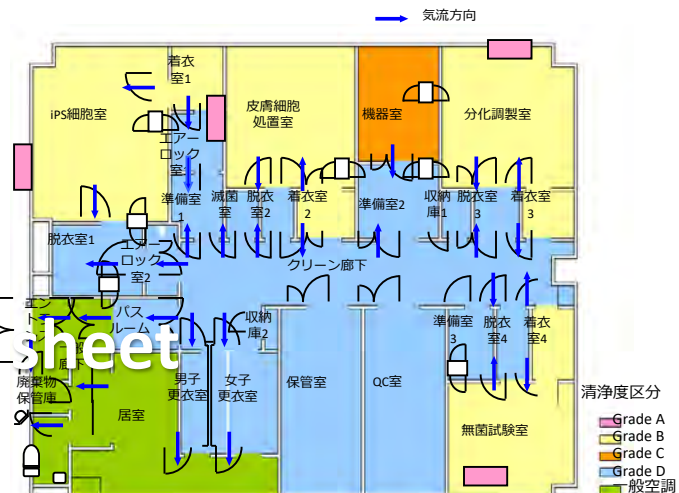 気流方向
着衣
室1
iPS細胞室
皮膚細胞
処置室
機器室
分化調製室
エアー
ロック
室1
準備室
1
滅菌
室
脱衣
室2
着衣室
2
準備室2
収納
庫1
脱衣室
3
着衣室
3
脱衣室1
エアー
ロック
室2
クリーン廊下
パス
ルーム
収納
庫2
準備室
3
脱衣
室4
着衣
室4
sheet
廊下
廃棄物
保管庫
居室
男子
更衣室
女子
更衣室
保管室
QC室
無菌試験室
清浄度区分
Grade A
Grade B
Grade C
Grade D
一般空調